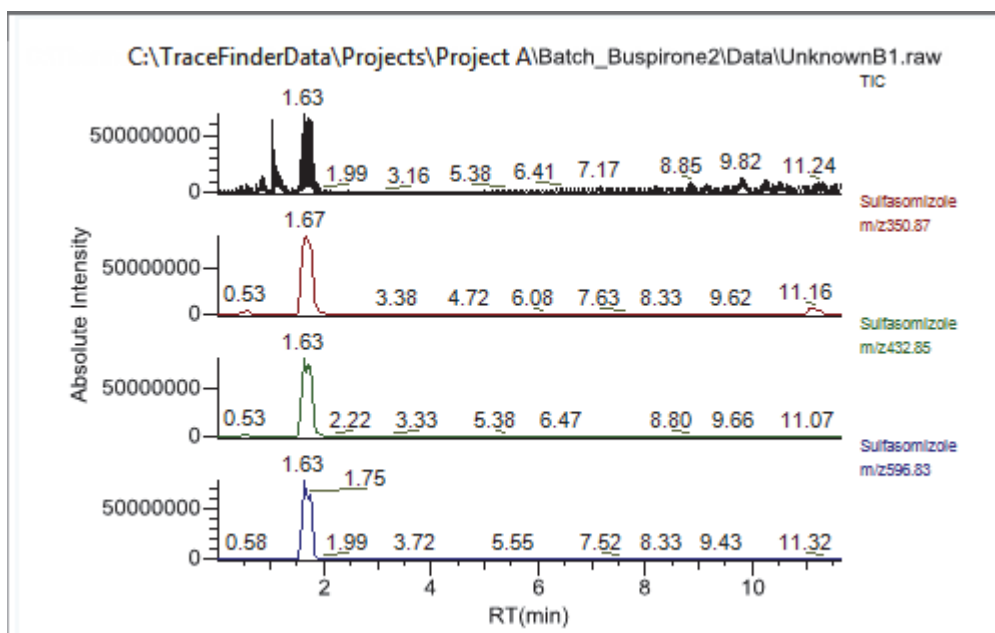 C:\TraceFinderData\Projects\Project A\Batch_Buspirone2\Data\UnknownB1.raw
TIC
1.63
500000000
0
1.99 3.16 5.38 6.41 7.17 8.85 9.82 11.24
Sulfasomizole
m/z350.87
1.67
50000000
0
0.53 3.38 4.72 6.08 7.63 8.33 9.62 11.16
Sulfasomizole
m/z432.85
1.63
50000000
0
0.53 2.22 3.33 5.38 6.47 8.80 9.66 11.07
Sulfasomizole
m/z596.83
1.63
1.75
50000000
0
0.58 1.99 3.72 5.55 7.52 8.33 9.43 11.32
Absolute Intensity
2 4 6 8 10
RT(min)